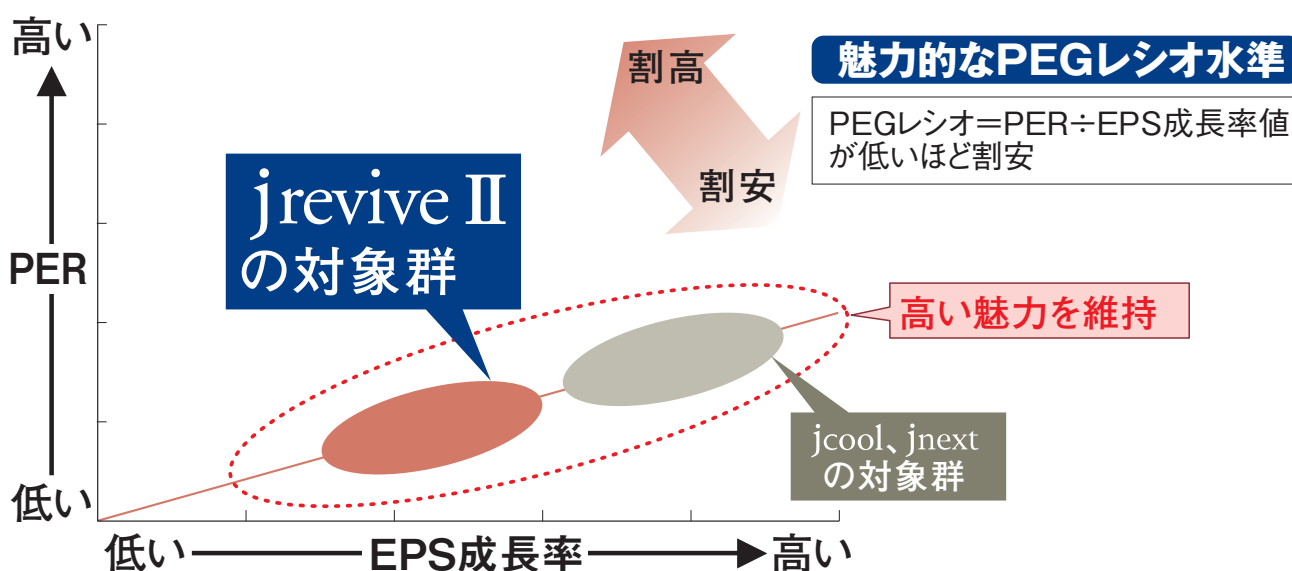 高い
割高
割安
魅力的なPEGレシオ水準
PEGレシオ＝PER÷EPS成長率値
が低いほど割安
jrevive Ⅱ
の対象群
PER
高い魅力を維持
jcool、jnext
の対象群
低い
低い
EPS成長率
高い